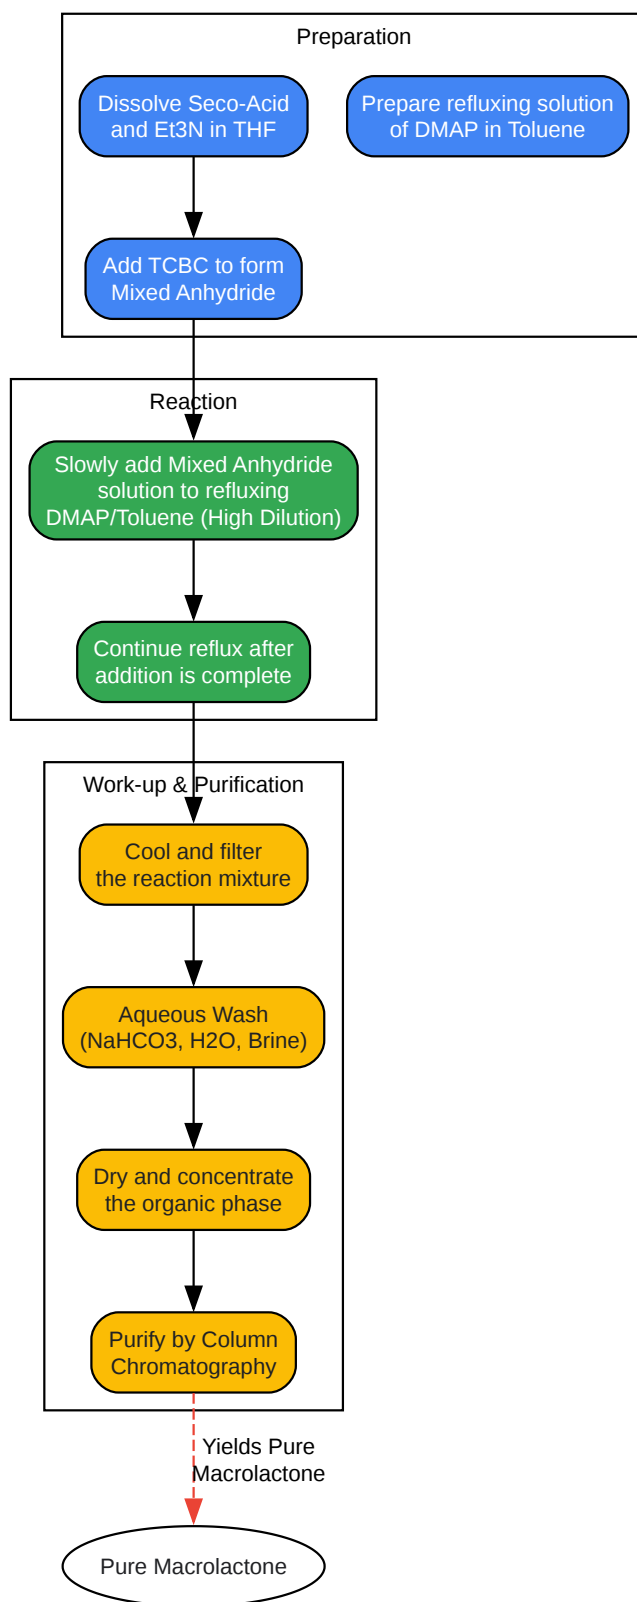 Preparation
Dissolve Seco-Acid
and Et3N in THF
Prepare refluxing solution
of DMAP in Toluene
Add TCBC to form
Mixed Anhydride
Reaction
Slowly add Mixed Anhydride
solution to refluxing
DMAP/Toluene (High Dilution)
Continue reflux after
addition is complete
Work-up & Purification
Cool and filter
the reaction mixture
Aqueous Wash
(NaHCO3, H2O, Brine)
Dry and concentrate
the organic phase
Purify by Column
Chromatography
Yields Pure
Macrolactone
Pure Macrolactone